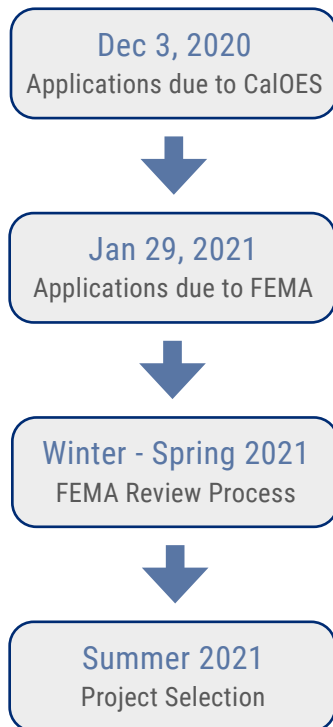 Dec 3, 2020
Applications due to CalOES
Jan 29, 2021
Applications due to FEMA
Winter - Spring 2021
FEMA Review Process
Summer 2021
Project Selection